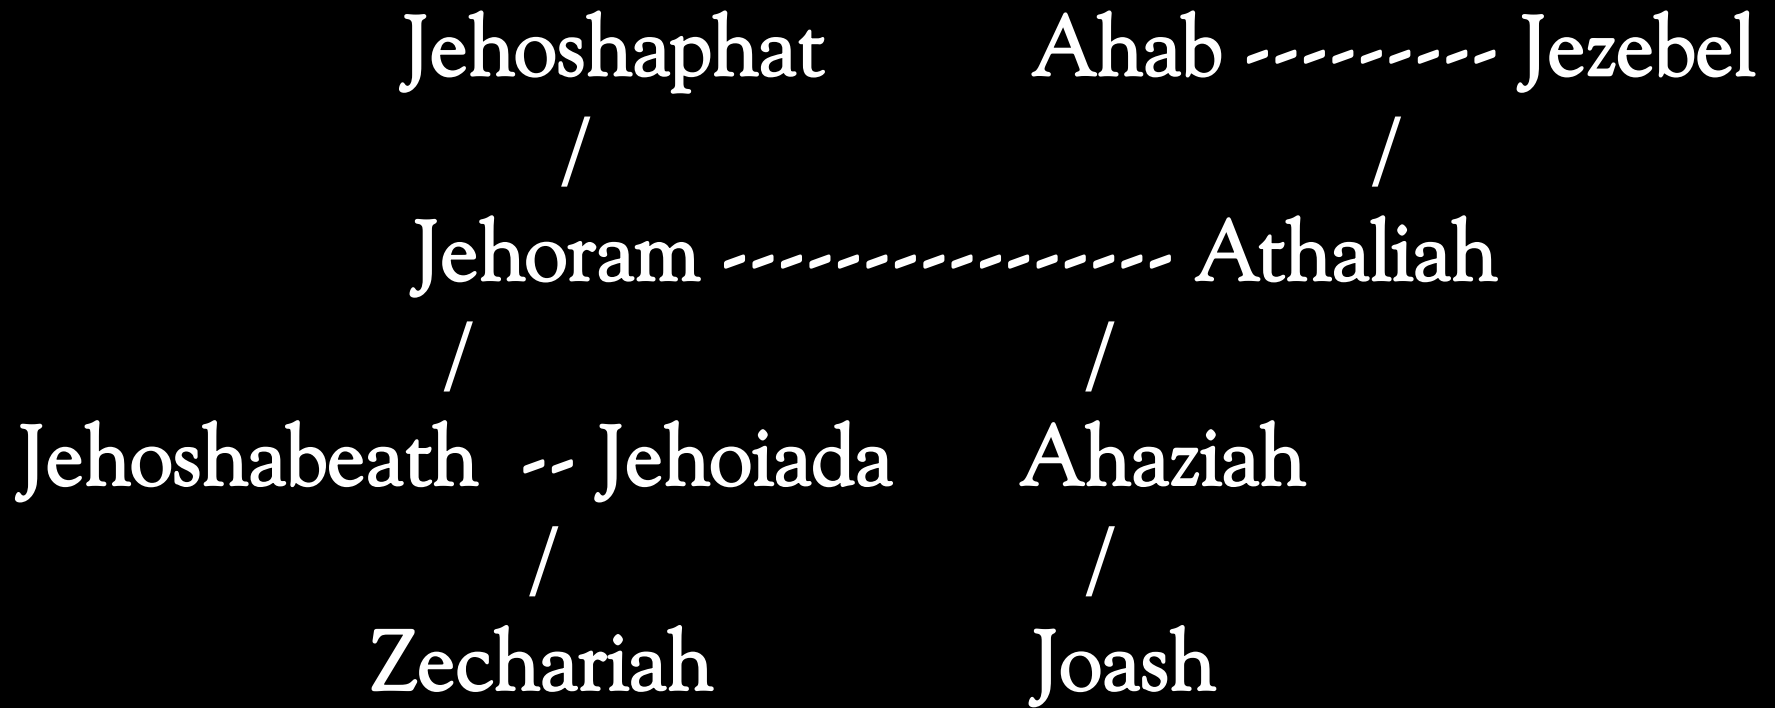 Jehoshaphat Ahab --------- Jezebel
/ /
Jehoram ---------------- Athaliah
/ /
Jehoshabeath -- Jehoiada Ahaziah
/ /
Zechariah Joash